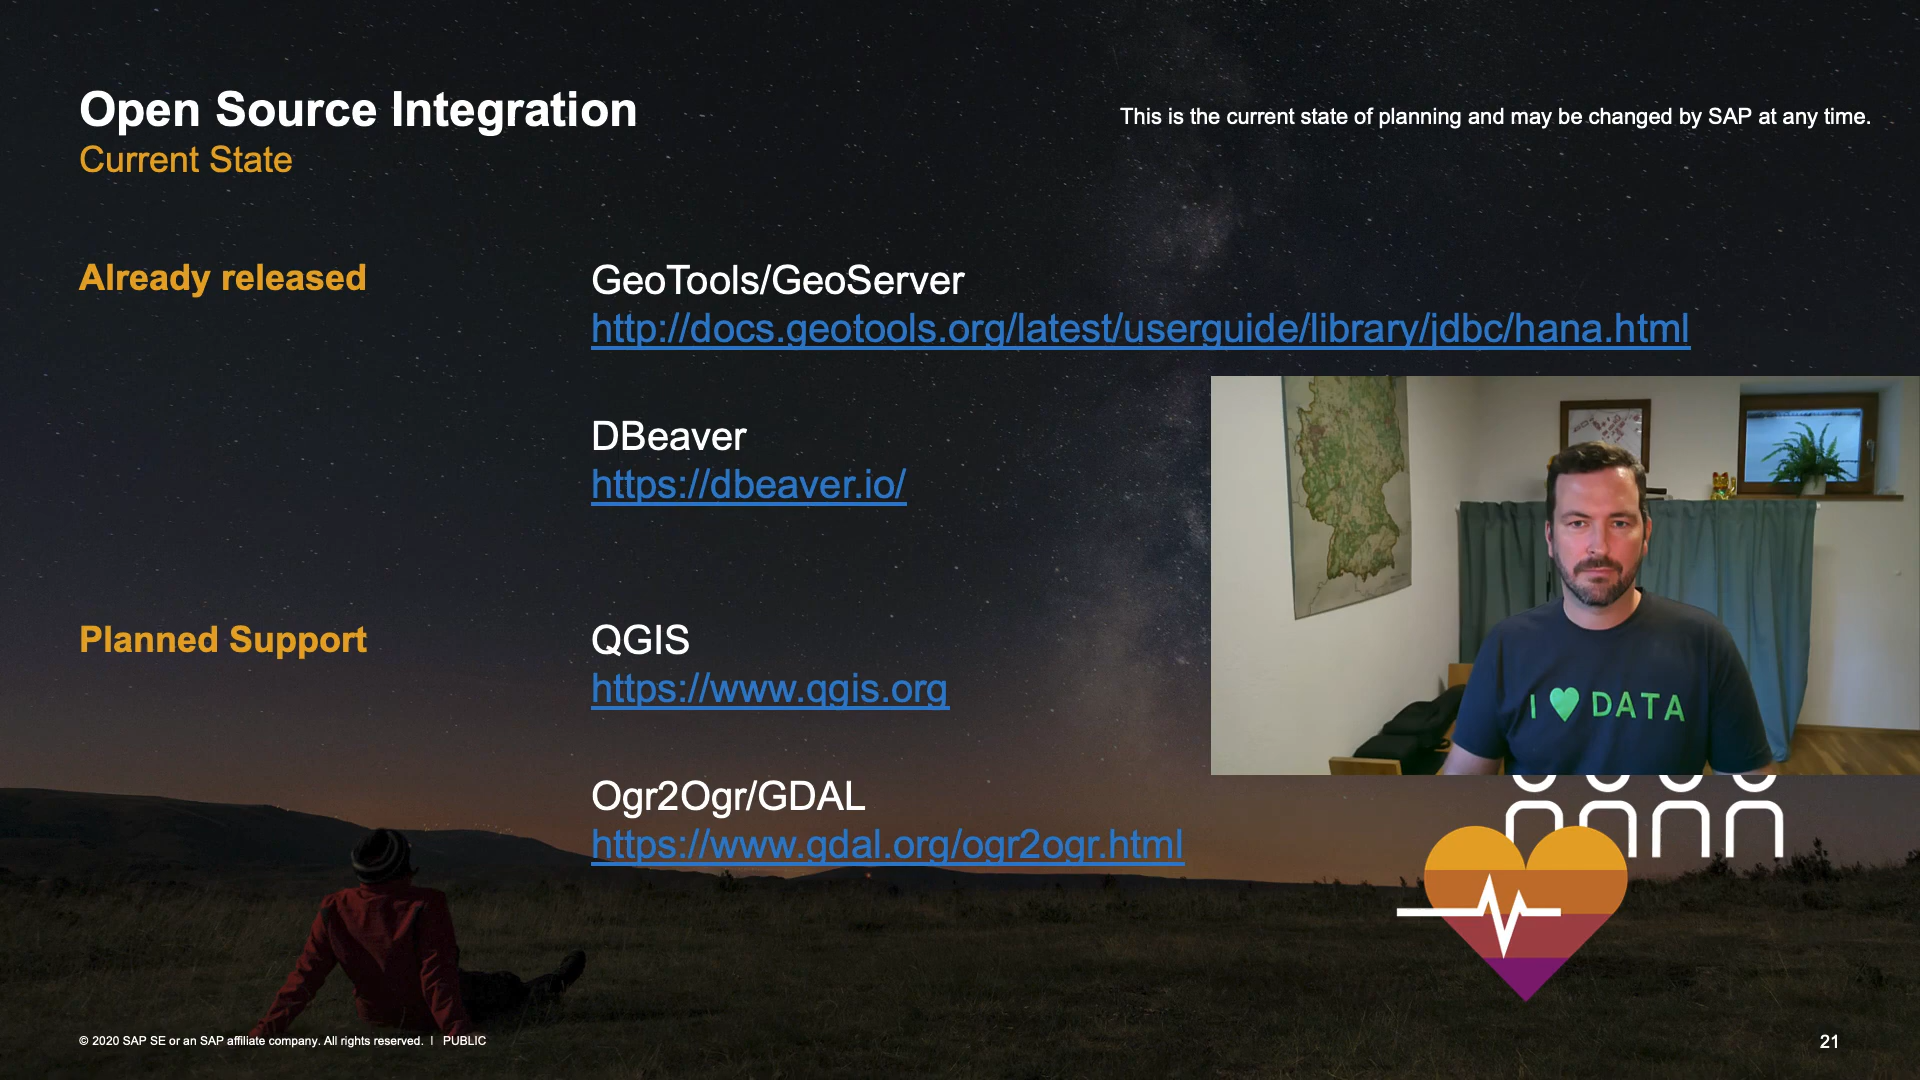 Open Source Integration
Current State
This is the current state of planning and may be changed by SAP at any time.
Already released
GeoTools/GeoServer
http://docs.geotools.org/latest/userguide/library/jdbc/hana.html
DBeaver
https://dbeaver.io/
Planned Support
QGIS
https://www.qgis.org
Ogr2Ogr/GDAL
https://www.gdal.org/ogr2ogr.html
I ♥ DATA
© 2020 SAP SE or an SAP affiliate company. All rights reserved. | PUBLIC
21